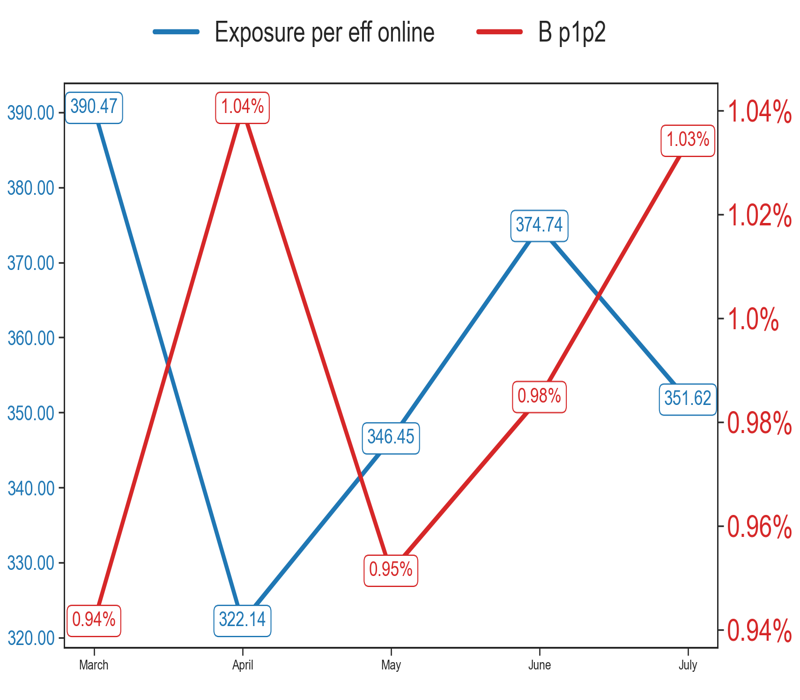 Exposure per eff online B p1p2
390.00 390.47 1.04% 1.04%
1.03%
380.00
1.02%
374.74
370.00
1.0%
360.00
350.00 0.98% 351.62
346.45 0.98%
340.00
0.96%
330.00 0.95%
320.00 0.94% 322.14 0.94%
March April May June July